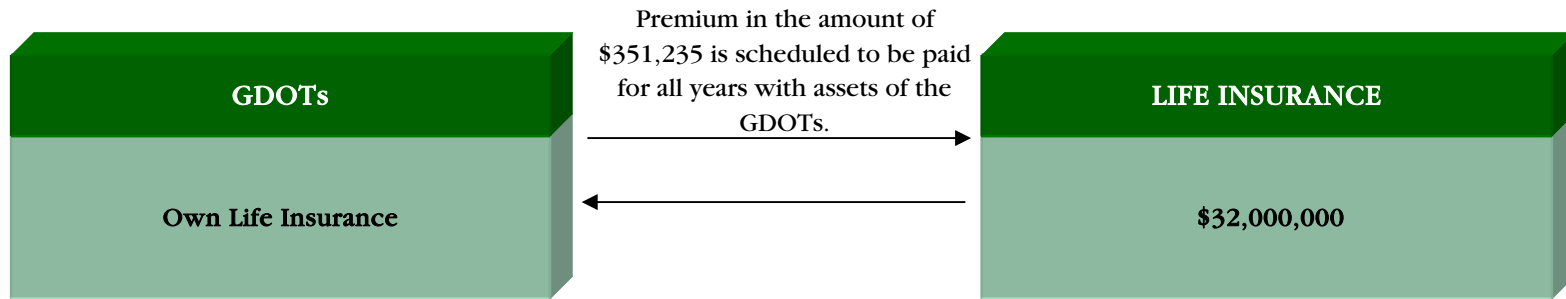 Premium in the amount of
$351,235 is scheduled to be paid
for all years with assets of the
GDOTs.
GDOTs
LIFE INSURANCE
Own Life Insurance
$32,000,000